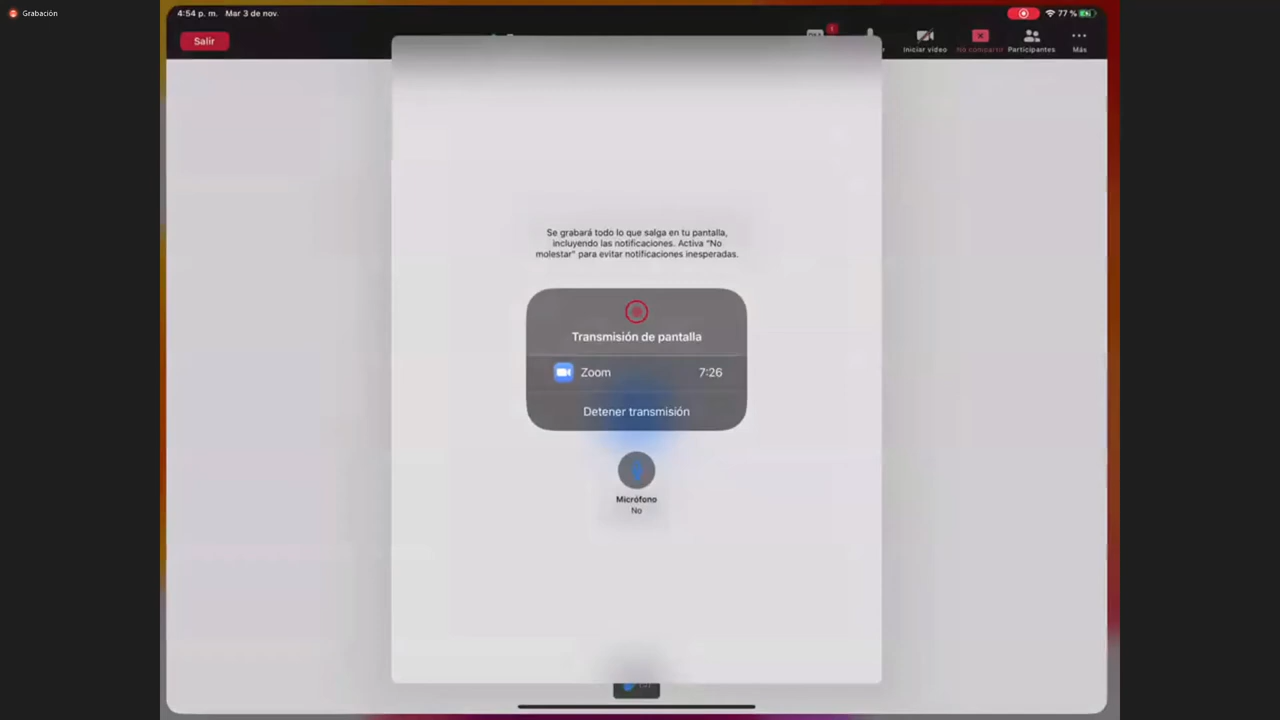 Grabación
4:54 p. m. Mar 3 de nov.
77 %
Salir
Iniciar video
No compartir
Participantes
Más
Se grabará todo lo que salga en tu pantalla,
incluyendo las notificaciones. Activa "No
molestar" para evitar notificaciones inesperadas.
Transmisión de pantalla
Zoom 7:26
Detener transmisión
Micrófono
No